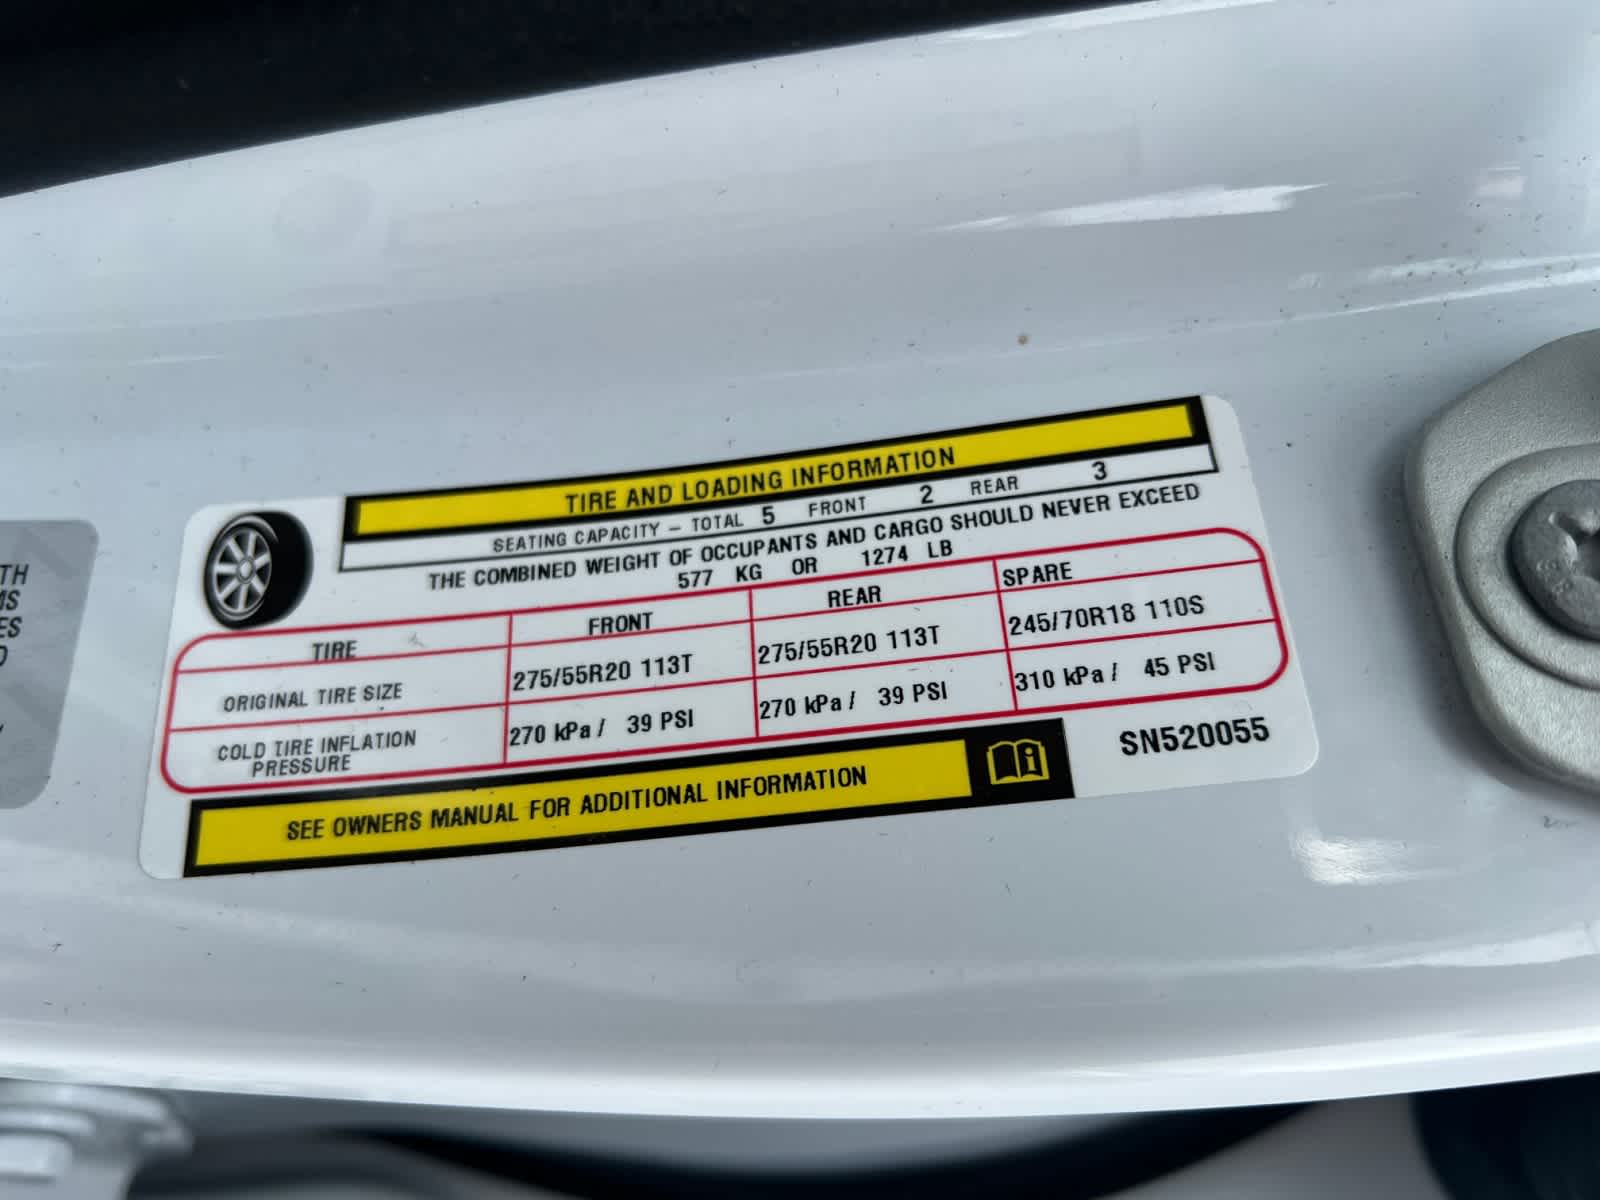 TH
MS
ES
TIRE AND LOADING INFORMATION
SEATING CAPACITY – TOTAL 5 FRONT 2 REAR 3
THE COMBINED WEIGHT OF OCCUPANTS AND CARGO SHOULD NEVER EXCEED
577 KG OR 1274 LB
TIRE FRONT REAR SPARE
ORIGINAL TIRE SIZE 275/55R20 113T 275/55R20 113T 245/70R18 110S
COLD TIRE INFLATION PRESSURE 270 kPa / 39 PSI 270 kPa / 39 PSI 310 kPa / 45 PSI
SEE OWNERS MANUAL FOR ADDITIONAL INFORMATION
SN520055